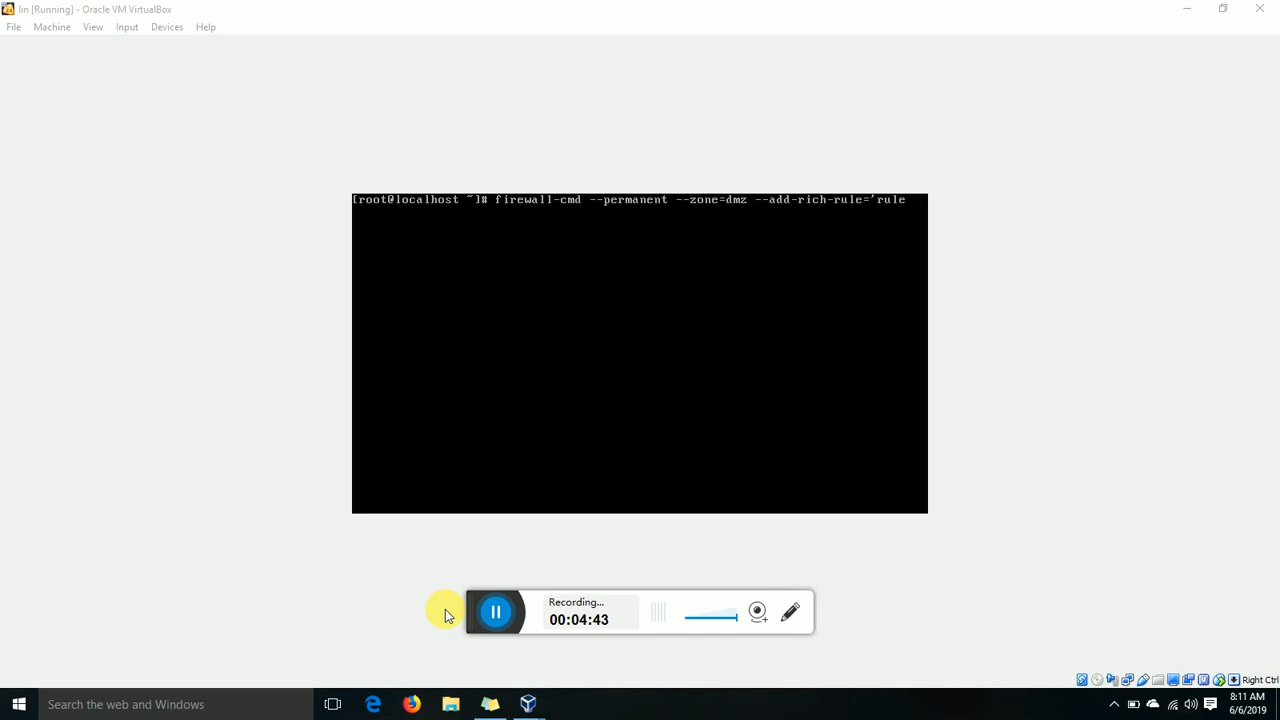 lin [Running] - Oracle VM VirtualBox
File Machine View Input Devices Help
[root@localhost ~]# firewall-cmd --permanent --zone=dmz --add-rich-rule='rule
Recording...
00:04:43
Right Ctrl
Search the web and Windows
8:11 AM
6/6/2019